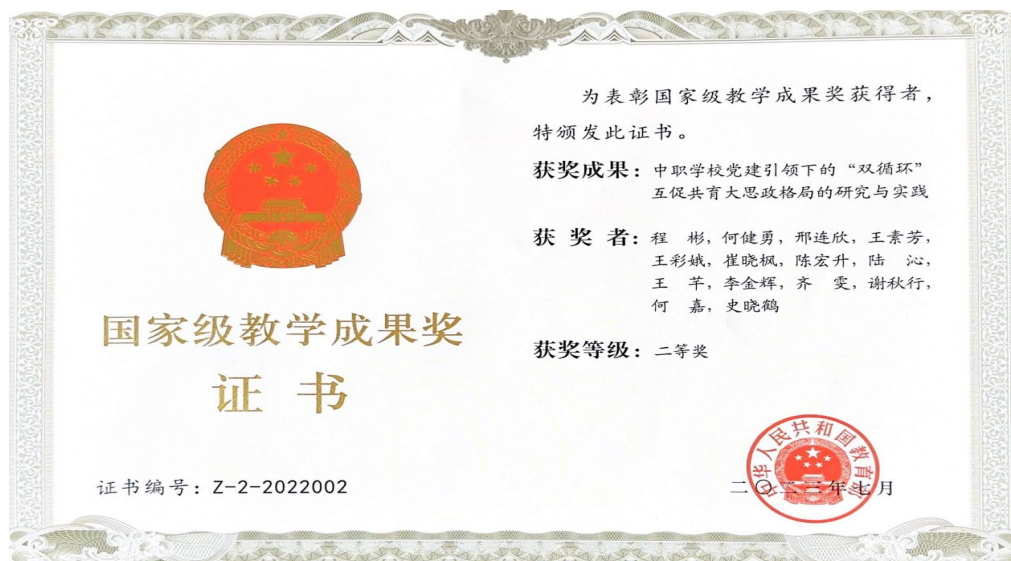 国家级教学成果奖
证书
证书编号：Z-2-2022002
为表彰国家级教学成果奖获得者，
特颁发此证书。
获奖成果：中职学校党建引领下的“双循环”
互促共育大思政格局的研究与实践
获奖者：程彬，何健勇，邢连欣，王素芳，
王彩娥，崔晓枫，陈宏升，陆沁，
王芊，李金辉，齐雯，谢秋行，
何嘉，史晓鹤
获奖等级：二等奖
中华人民共和国教育部
二〇二三年七月